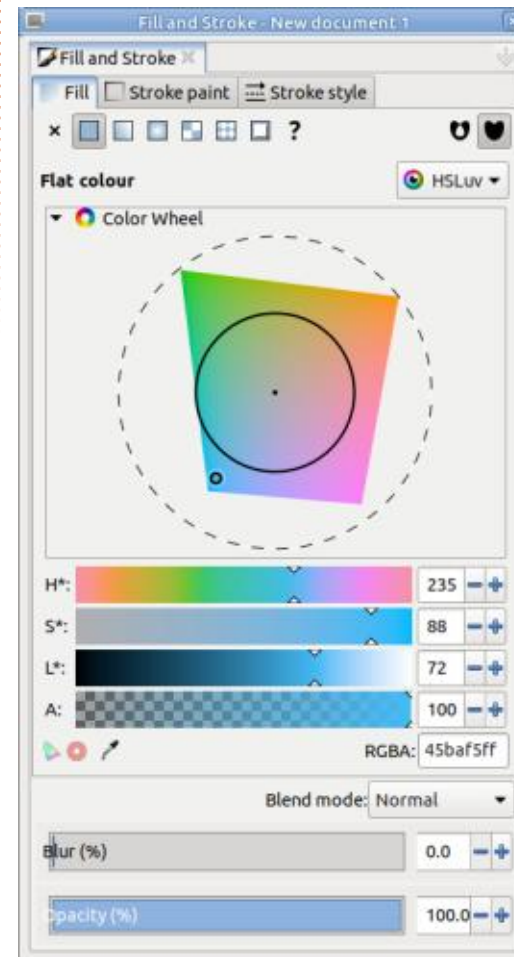 Fill and Stroke - New document 1
Fill and Stroke
Fill Stroke paint Stroke style
Flat colour HSLuv
Color Wheel
H*: 235
S*: 88
L*: 72
A: 100
RGBA: 45baf5ff
Blend mode: Normal
Blur (%) 0.0
Opacity (%) 100.0